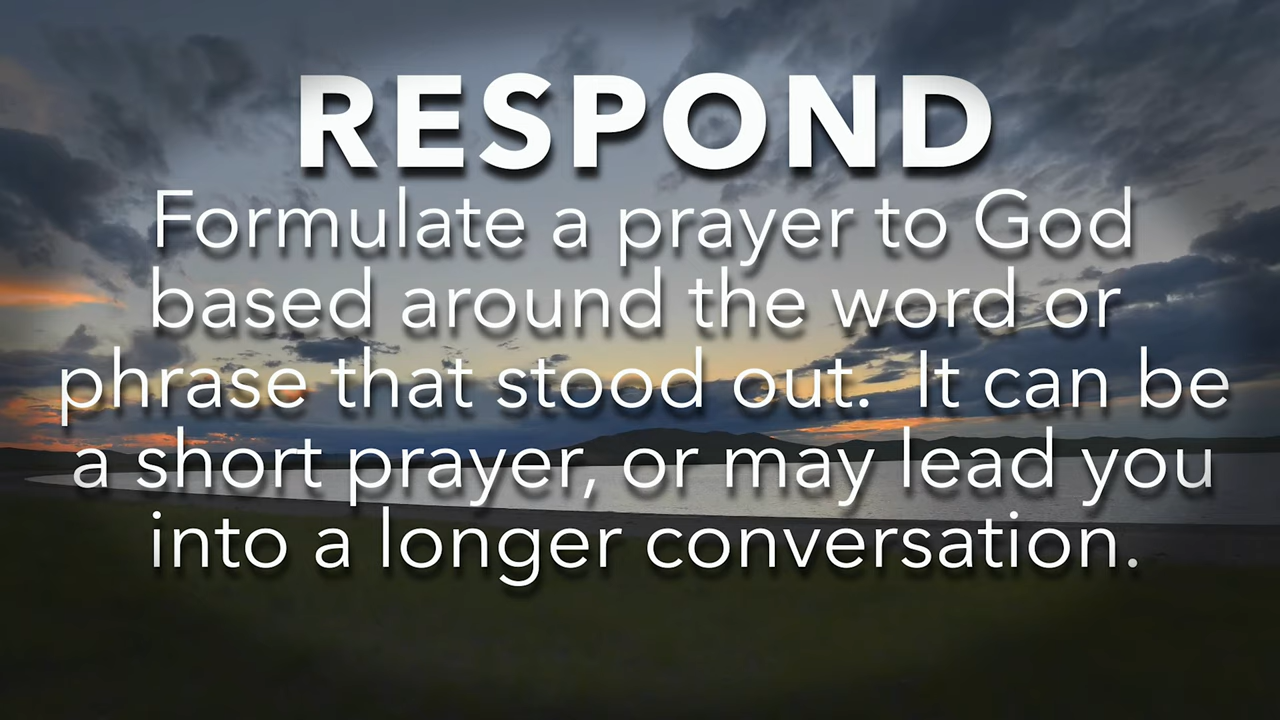 RESPOND
Formulate a prayer to God
based around the word or
phrase that stood out.  It can be
a short prayer, or may lead you
into a longer conversation.